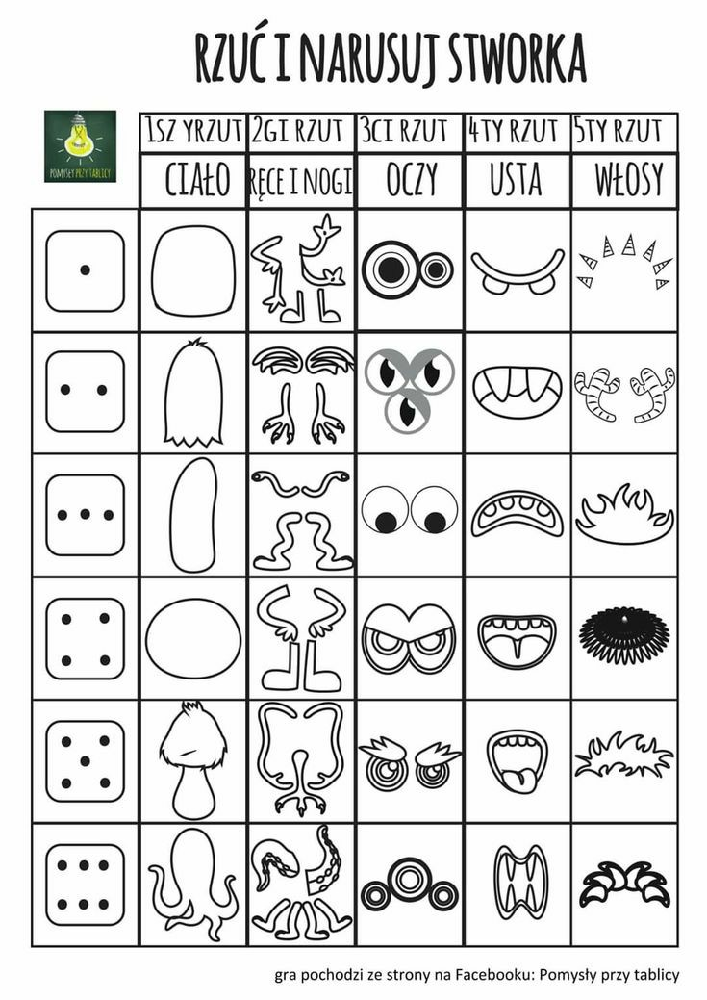 RZUĆ I NARUSUJ STWORKA
POMYSŁY PRZY TABLICY
1SZ YRZUT 2GI RZUT 3CI RZUT 4TY RZUT 5TY RZUT
CIAŁO RĘCE I NOGI OCZY USTA WŁOSY
gra pochodzi ze strony na Facebooku: Pomysły przy tablicy